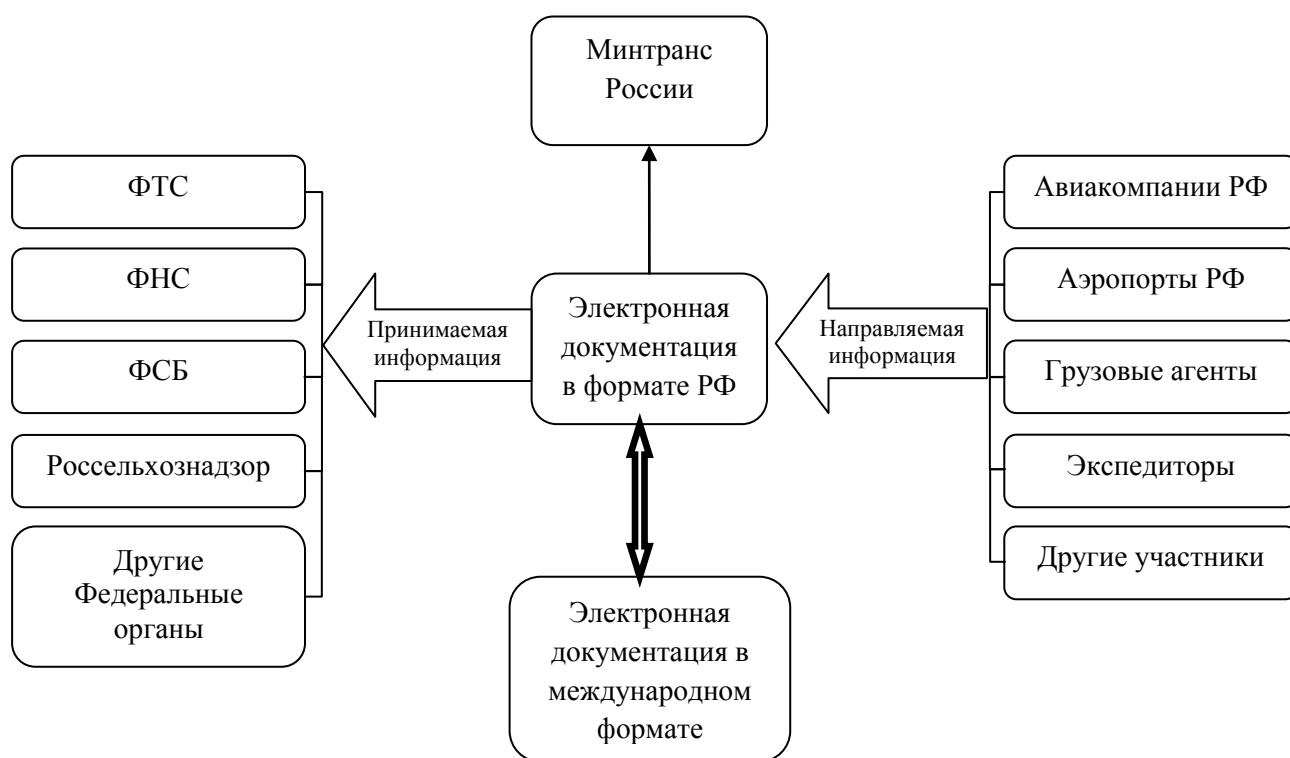 Минтранс
России
ФТС
ФНС
ФСБ
Россельхознадзор
Другие
Федеральные
органы
Принимаемая
информация
Электронная
документация
в формате РФ
Направляемая
информация
Авиакомпании РФ
Аэропорты РФ
Грузовые агенты
Экспедиторы
Другие участники
Электронная
документация в
международном
формате